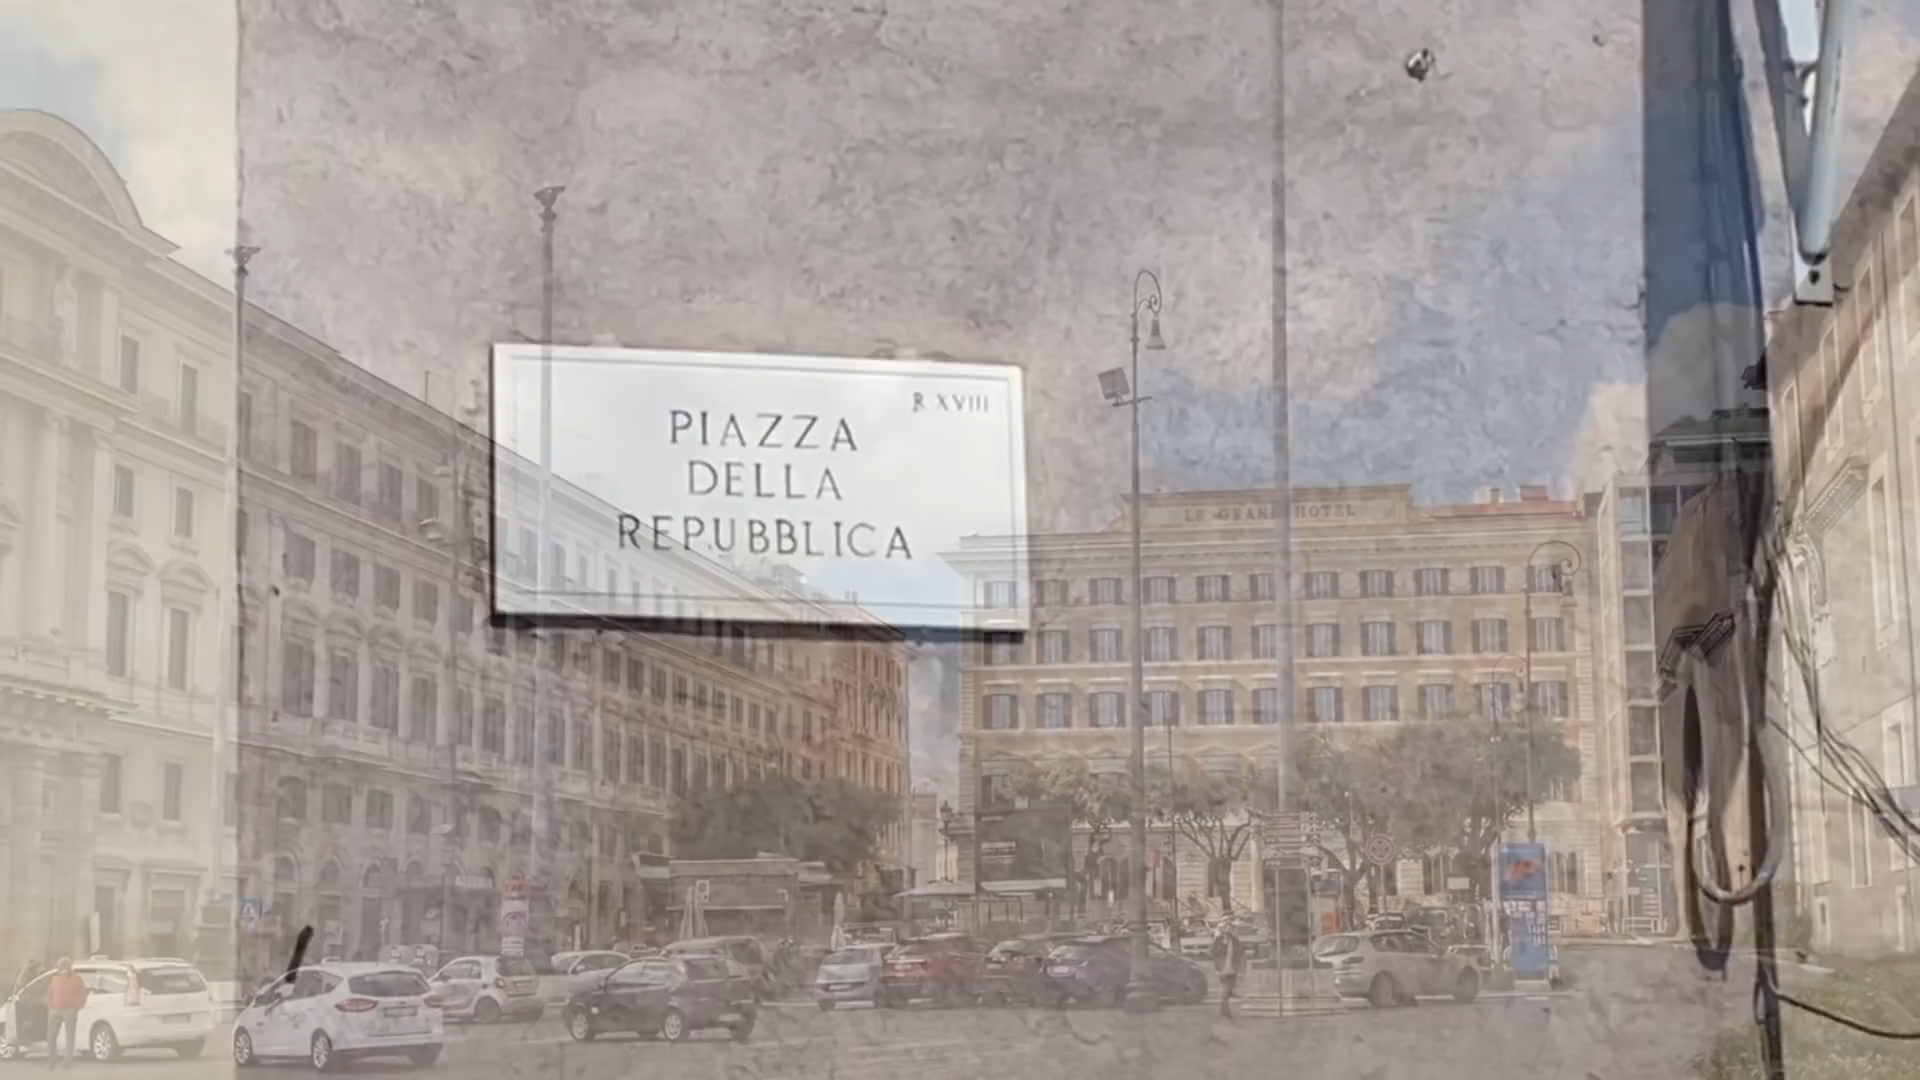 R XVIII
PIAZZA
DELLA
REPUBBLICA
LE GRAND HOTEL